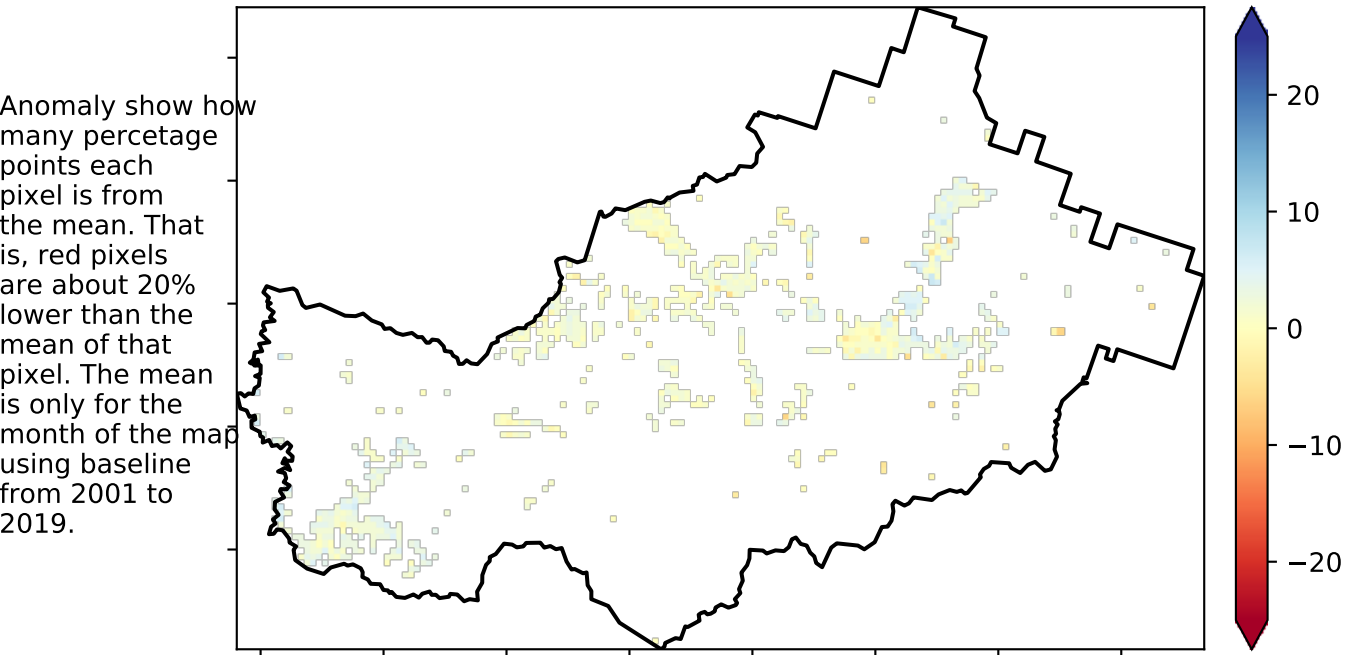 Anomaly show how
many percetage
points each
pixel is from
the mean. That
is, red pixels
are about 20%
lower than the
mean of that
pixel. The mean
is only for the
month of the map
using baseline
from 2001 to
2019.
20
10
0
−10
−20